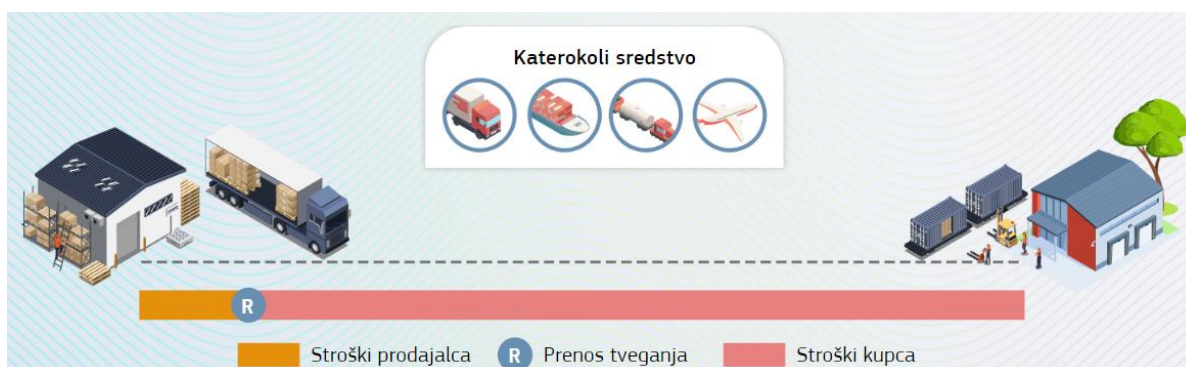 Katerokoli sredstvo
R
Stroški prodajalca
R Prenos tveganja
Stroški kupca